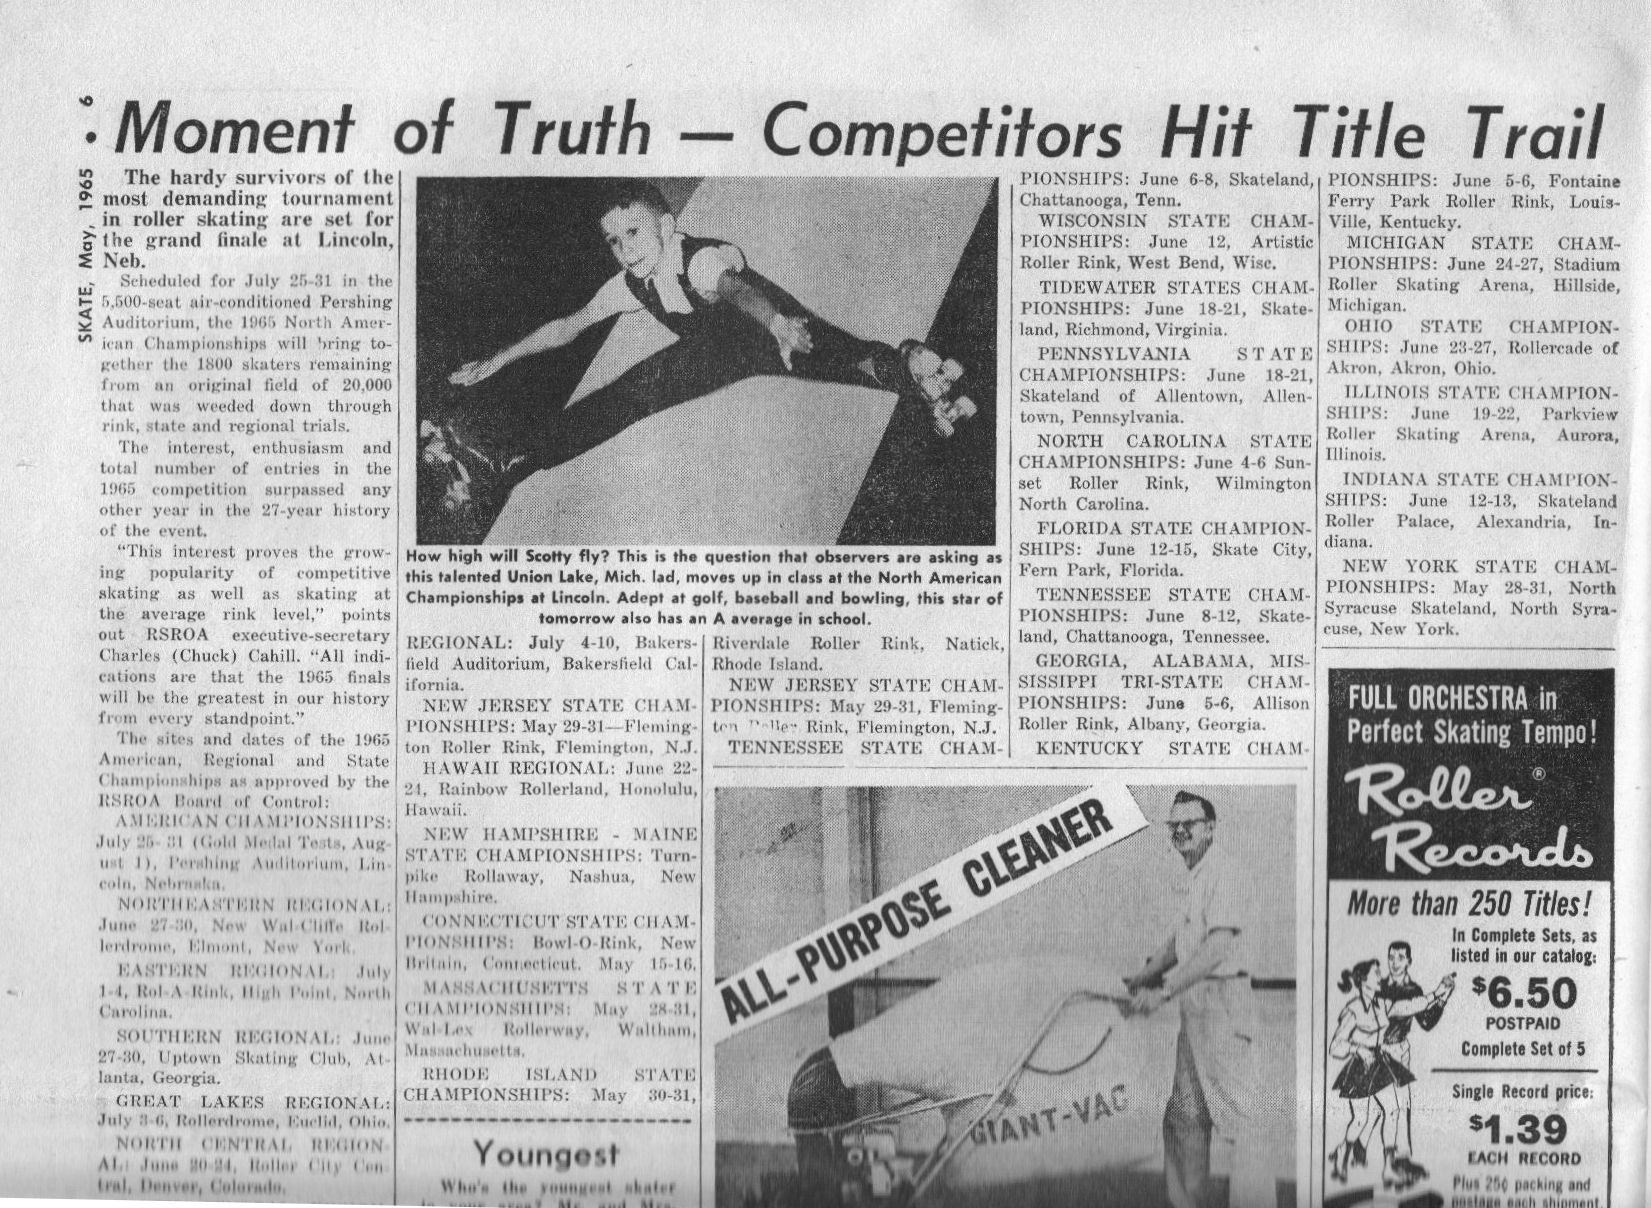 SKATE, May, 1965 • 6
Moment of Truth — Competitors Hit Title Trail
The hardy survivors of the
most demanding tournament
in roller skating are set for
the grand finale at Lincoln,
Neb.
Scheduled for July 25-31 in the
5,500-seat air-conditioned Pershing
Auditorium, the 1965 North Amer-
ican Championships will bring to-
gether the 1800 skaters remaining
from an original field of 20,000
that was weeded down through
rink, state and regional trials.
The interest, enthusiasm and
total number of entries in the
1965 competition surpassed any
other year in the 27-year history
of the event.
“This interest proves the grow-
ing popularity of competitive
skating as well as skating at
the average rink level,” points
out RSROA executive-secretary
Charles (Chuck) Cahill. “All indi-
cations are that the 1965 finals
will be the greatest in our history
from every standpoint.”
The sites and dates of the 1965
American, Regional and State
Championships as approved by the
RSROA Board of Control:
AMERICAN CHAMPIONSHIPS:
July 25-31 (Gold Medal Tests, Aug-
ust 1), Pershing Auditorium, Lin-
coln, Nebraska.
NORTHEASTERN REGIONAL:
June 27-30, New Wal-Cliffe Rol-
lerdrome, Elmont, New York.
EASTERN REGIONAL: July
1-4, Rol-A-Rink, High Point, North
Carolina.
SOUTHERN REGIONAL: June
27-30, Uptown Skating Club, At-
lanta, Georgia.
GREAT LAKES REGIONAL:
July 3-6, Rollerdrome, Euclid, Ohio.
NORTH CENTRAL REGION-
AL: June 20-24, Roller City Cen-
tral, Denver, Colorado.
How high will Scotty fly? This is the question that observers are asking as
this talented Union Lake, Mich. lad, moves up in class at the North American
Championships at Lincoln. Adept at golf, baseball and bowling, this star of
tomorrow also has an A average in school.
REGIONAL: July 4-10, Bakers-
field Auditorium, Bakersfield Cal-
ifornia.
NEW JERSEY STATE CHAM-
PIONSHIPS: May 29-31—Fleming-
ton Roller Rink, Flemington, N.J.
HAWAII REGIONAL: June 22-
24, Rainbow Rollerland, Honolulu,
Hawaii.
NEW HAMPSHIRE - MAINE
STATE CHAMPIONSHIPS: Turn-
pike Rollaway, Nashua, New
Hampshire.
CONNECTICUT STATE CHAM-
PIONSHIPS: Bowl-O-Rink, New
Britain, Connecticut. May 15-16.
MASSACHUSETTS STATE
CHAMPIONSHIPS: May 28-31,
Wal-Lex Rollerway, Waltham,
Massachusetts.
RHODE ISLAND STATE
CHAMPIONSHIPS: May 30-31,
Youngest
Who's the youngest skater
in your area? Mr. and Mrs.
Riverdale Roller Rink, Natick,
Rhode Island.
NEW JERSEY STATE CHAM-
PIONSHIPS: May 29-31, Fleming-
ton Roller Rink, Flemington, N.J.
TENNESSEE STATE CHAM-
PIONSHIPS: June 6-8, Skateland,
Chattanooga, Tenn.
WISCONSIN STATE CHAM-
PIONSHIPS: June 12, Artistic
Roller Rink, West Bend, Wisc.
TIDEWATER STATES CHAM-
PIONSHIPS: June 18-21, Skate-
land, Richmond, Virginia.
PENNSYLVANIA STATE
CHAMPIONSHIPS: June 18-21,
Skateland of Allentown, Allen-
town, Pennsylvania.
NORTH CAROLINA STATE
CHAMPIONSHIPS: June 4-6 Sun-
set Roller Rink, Wilmington
North Carolina.
FLORIDA STATE CHAMPION-
SHIPS: June 12-15, Skate City,
Fern Park, Florida.
TENNESSEE STATE CHAM-
PIONSHIPS: June 8-12, Skate-
land, Chattanooga, Tennessee.
GEORGIA, ALABAMA, MIS-
SISSIPPI TRI-STATE CHAM-
PIONSHIPS: June 5-6, Allison
Roller Rink, Albany, Georgia.
KENTUCKY STATE CHAM-
PIONSHIPS: June 5-6, Fontaine
Ferry Park Roller Rink, Louis-
Ville, Kentucky.
MICHIGAN STATE CHAM-
PIONSHIPS: June 24-27, Stadium
Roller Skating Arena, Hillside,
Michigan.
OHIO STATE CHAMPION-
SHIPS: June 23-27, Rollercade of
Akron, Akron, Ohio.
ILLINOIS STATE CHAMPION-
SHIPS: June 19-22, Parkview
Roller Skating Arena, Aurora,
Illinois.
INDIANA STATE CHAMPION-
SHIPS: June 12-13, Skateland
Roller Palace, Alexandria, In-
diana.
NEW YORK STATE CHAM-
PIONSHIPS: May 28-31, North
Syracuse Skateland, North Syra-
cuse, New York.
ALL-PURPOSE CLEANER
GIANT-VAC
FULL ORCHESTRA in
Perfect Skating Tempo!
Roller®
Records
More than 250 Titles!
In Complete Sets, as
listed in our catalog:
$6.50
POSTPAID
Complete Set of 5
Single Record price:
$1.39
EACH RECORD
Plus 25¢ packing and
postage each shipment.